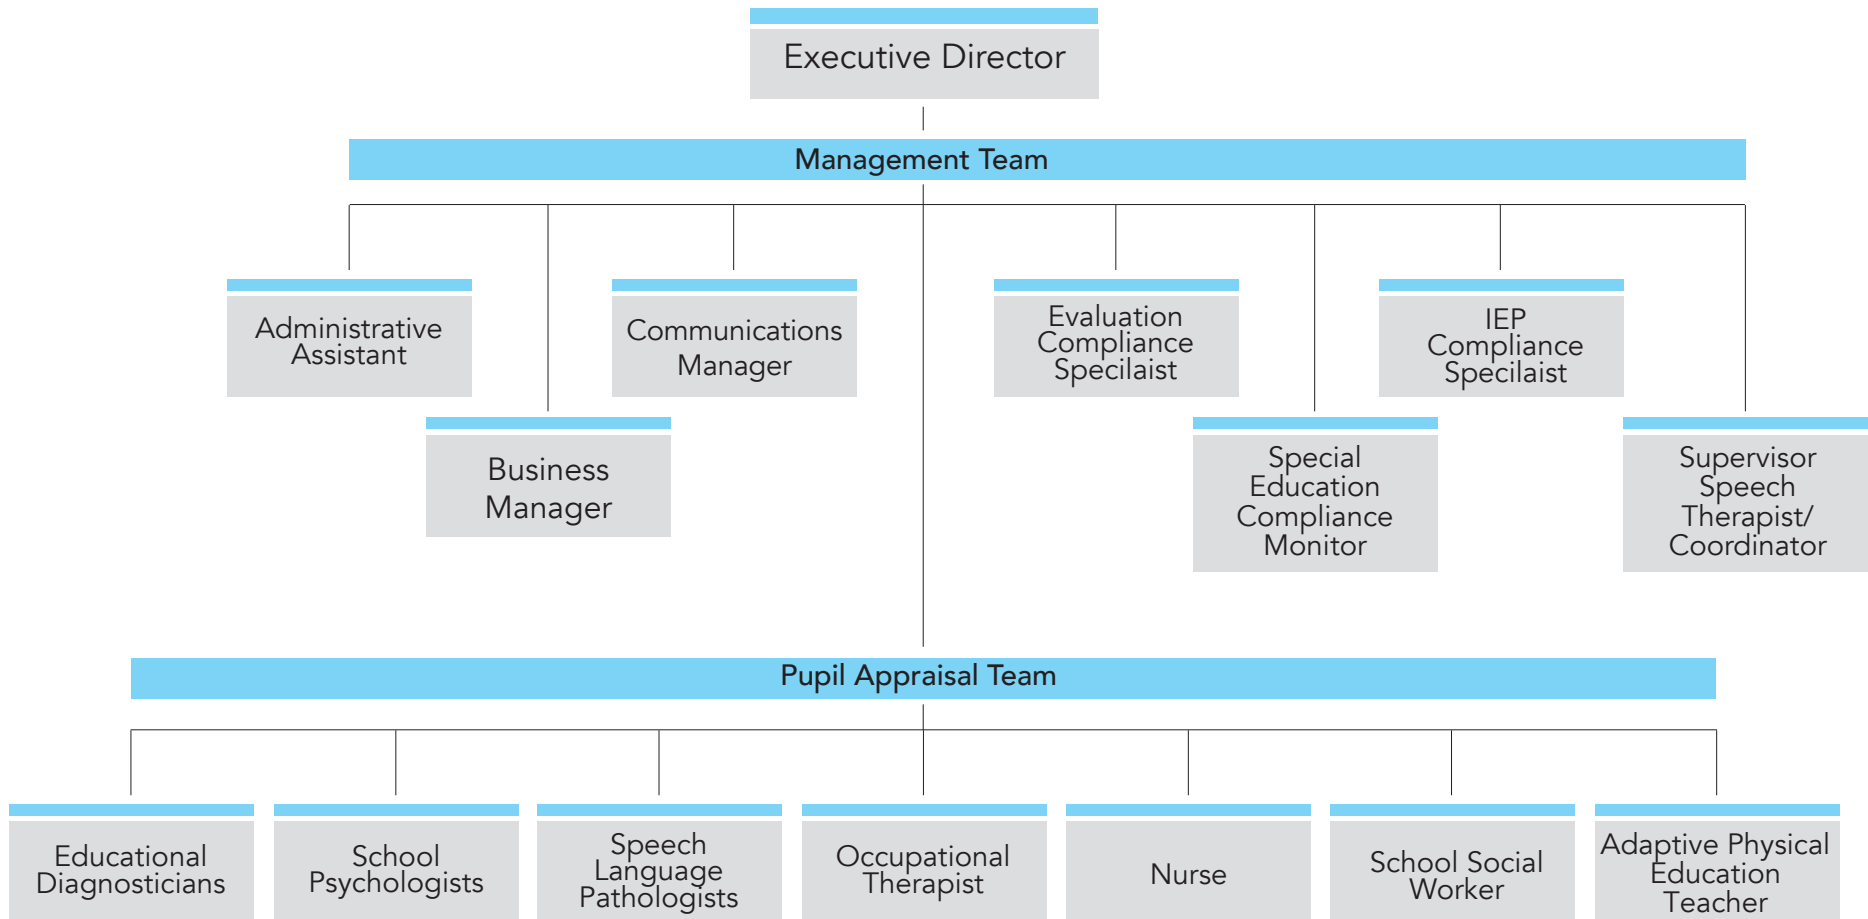 Executive Director
Management Team
Administrative
Assistant
Communications
Manager
Evaluation
Compliance
Specilaist
IEP
Compliance
Specilaist
Business
Manager
Special
Education
Compliance
Monitor
Supervisor
Speech
Therapist/
Coordinator
Pupil Appraisal Team
Educational
Diagnosticians
School
Psychologists
Speech
Language
Pathologists
Occupational
Therapist
Nurse
School Social
Worker
Adaptive Physical
Education
Teacher